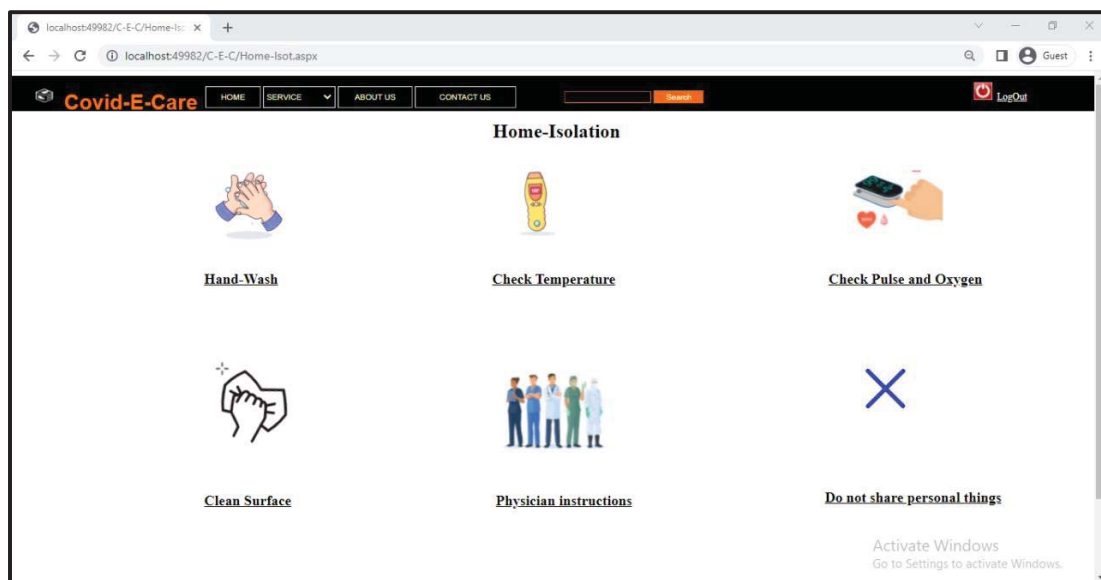 localhost:49982/C-E-C/Home-Is
localhost:49982/C-E-C/Home-Isot.aspx
Guest
Covid-E-Care HOME SERVICE ABOUT US CONTACT US Search LogOut
Home-Isolation
Hand-Wash Check Temperature Check Pulse and Oxygen
Clean Surface Physician instructions Do not share personal things
Activate Windows
Go to Settings to activate Windows.